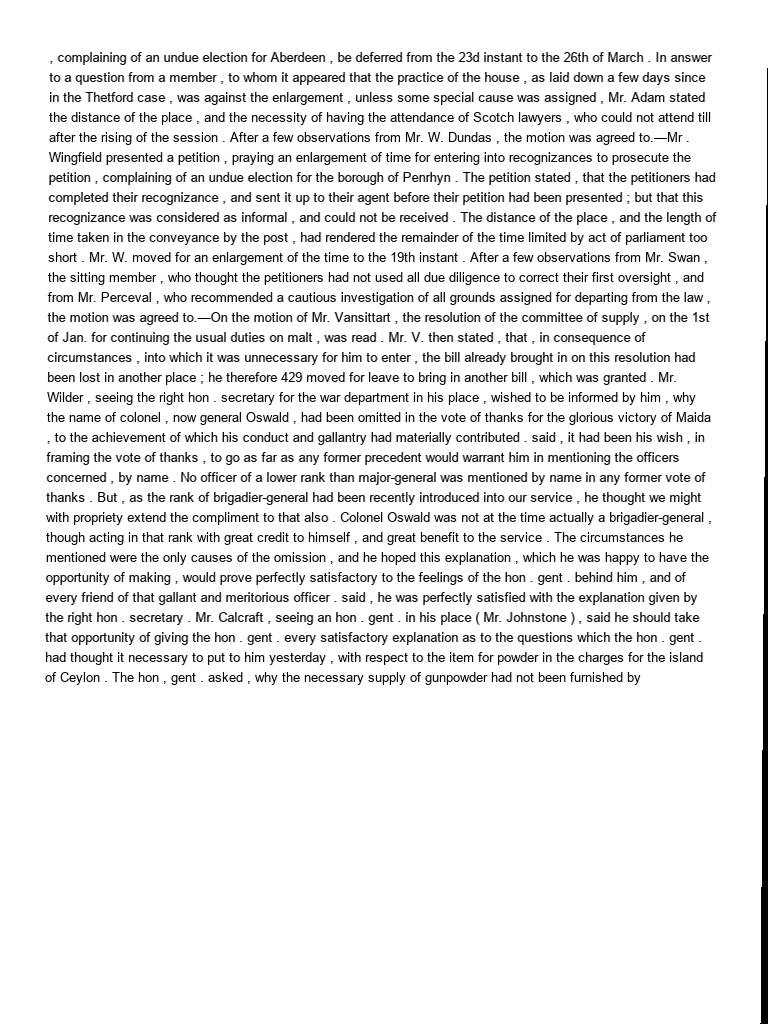 , complaining of an undue election for Aberdeen , be deferred from the 23d instant to the 26th of March . In answer
to a question from a member , to whom it appeared that the practice of the house , as laid down a few days since
in the Thetford case , was against the enlargement , unless some special cause was assigned , Mr. Adam stated
the distance of the place , and the necessity of having the attendance of Scotch lawyers , who could not attend till
after the rising of the session . After a few observations from Mr. W. Dundas , the motion was agreed to.—Mr .
Wingfield presented a petition , praying an enlargement of time for entering into recognizances to prosecute the
petition , complaining of an undue election for the borough of Penrhyn . The petition stated , that the petitioners had
completed their recognizance , and sent it up to their agent before their petition had been presented ; but that this
recognizance was considered as informal , and could not be received . The distance of the place , and the length of
time taken in the conveyance by the post , had rendered the remainder of the time limited by act of parliament too
short . Mr. W. moved for an enlargement of the time to the 19th instant . After a few observations from Mr. Swan ,
the sitting member , who thought the petitioners had not used all due diligence to correct their first oversight , and
from Mr. Perceval , who recommended a cautious investigation of all grounds assigned for departing from the law ,
the motion was agreed to.—On the motion of Mr. Vansittart , the resolution of the committee of supply , on the 1st
of Jan. for continuing the usual duties on malt , was read . Mr. V. then stated , that , in consequence of
circumstances , into which it was unnecessary for him to enter , the bill already brought in on this resolution had
been lost in another place ; he therefore 429 moved for leave to bring in another bill , which was granted . Mr.
Wilder , seeing the right hon . secretary for the war department in his place , wished to be informed by him , why
the name of colonel , now general Oswald , had been omitted in the vote of thanks for the glorious victory of Maida
, to the achievement of which his conduct and gallantry had materially contributed . said , it had been his wish , in
framing the vote of thanks , to go as far as any former precedent would warrant him in mentioning the officers
concerned , by name . No officer of a lower rank than major-general was mentioned by name in any former vote of
thanks . But , as the rank of brigadier-general had been recently introduced into our service , he thought we might
with propriety extend the compliment to that also . Colonel Oswald was not at the time actually a brigadier-general ,
though acting in that rank with great credit to himself , and great benefit to the service . The circumstances he
mentioned were the only causes of the omission , and he hoped this explanation , which he was happy to have the
opportunity of making , would prove perfectly satisfactory to the feelings of the hon . gent . behind him , and of
every friend of that gallant and meritorious officer . said , he was perfectly satisfied with the explanation given by
the right hon . secretary . Mr. Calcraft , seeing an hon . gent . in his place ( Mr. Johnstone ) , said he should take
that opportunity of giving the hon . gent . every satisfactory explanation as to the questions which the hon . gent .
had thought it necessary to put to him yesterday , with respect to the item for powder in the charges for the island
of Ceylon . The hon , gent . asked , why the necessary supply of gunpowder had not been furnished by